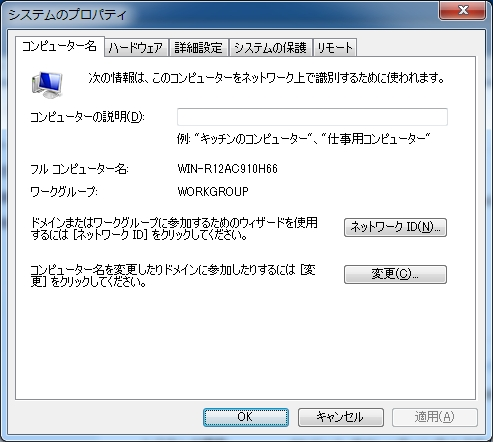 システムのプロパティ
コンピューター名 ハードウェア 詳細設定 システムの保護 リモート
次の情報は、このコンピューターをネットワーク上で識別するために使われます。
コンピューターの説明(D):
例: "キッチンのコンピューター"、"仕事用コンピューター"
フル コンピューター名: WIN-R12AC910H66
ワークグループ: WORKGROUP
ドメインまたはワークグループに参加するためのウィザードを使用
するには [ネットワーク ID] をクリックしてください。
ネットワーク ID(N)...
コンピューター名を変更したりドメインに参加したりするには [変
更] をクリックしてください。
変更(C)...
OK キャンセル 適用(A)